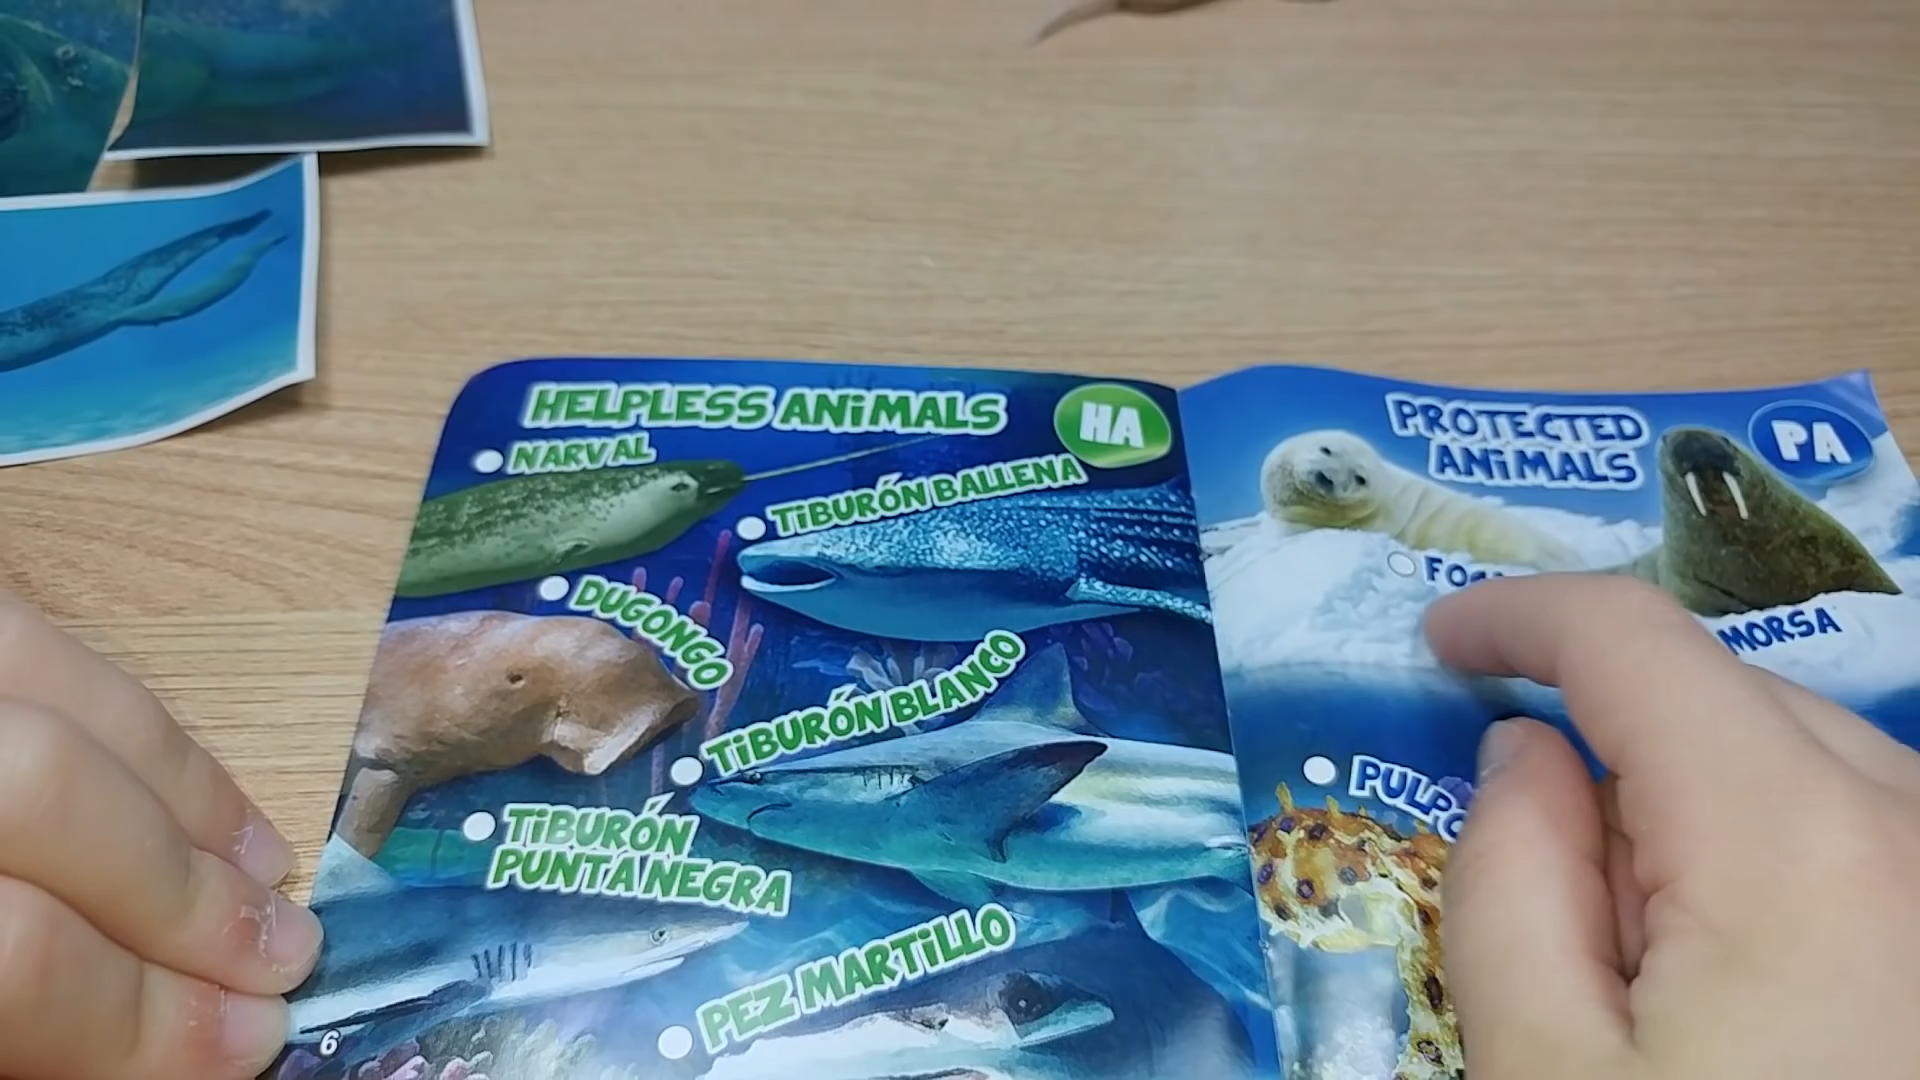 HELPLESS ANiMALS
HA
NARVAL
TiBURÓN BALLENA
DUGONGO
TiBURÓN BLANCO
TiBURÓN
PUNTA NEGRA
PEZ MARTiLLO
6
PROTECTED
ANiMALS
PA
MORSA